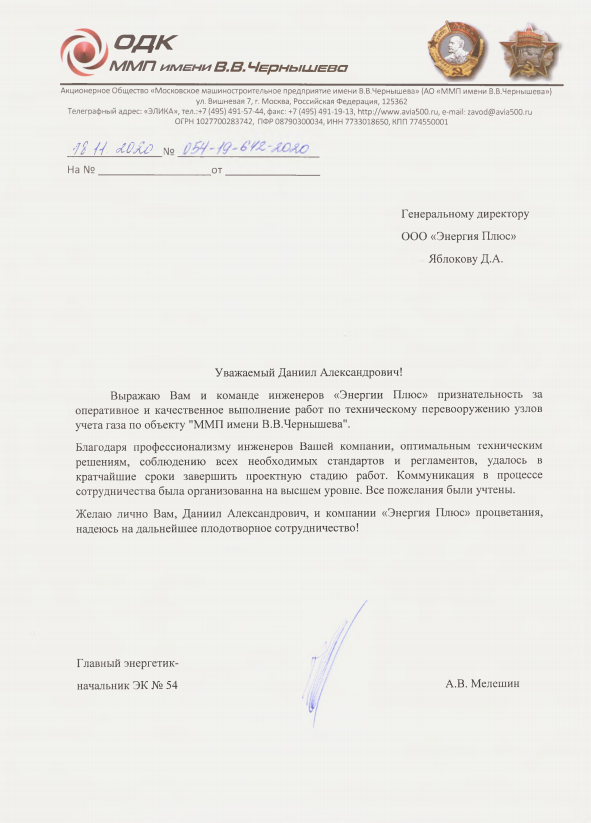 ОДК
ММП ИМЕНИ В.В.ЧЕРНЫШЕВА
Акционерное Общество «Московское машиностроительное предприятие имени В.В.Чернышева» (АО «ММП имени В.В.Чернышева»)
ул. Вишневая 7, г. Москва, Российская Федерация, 125362
Телеграфный адрес: «ЭЛИКА», тел.:+7 (495) 491-57-44, факс: +7 (495) 491-19-13, http://www.avia500.ru, e-mail: zavod@avia500.ru
ОГРН 1027700283742, ПФР 08790300034, ИНН 7733018650, КПП 774550001
18 11 2020 № 054-19-642-2020
На № ____________________от ________________
Генеральному директору
ООО «Энергия Плюс»
Яблокову Д.А.
Уважаемый Даниил Александрович!
Выражаю Вам и команде инженеров «Энергии Плюс» признательность за
оперативное и качественное выполнение работ по техническому перевооружению узлов
учета газа по объекту "ММП имени В.В.Чернышева".
Благодаря профессионализму инженеров Вашей компании, оптимальным техническим
решениям, соблюдению всех необходимых стандартов и регламентов, удалось в
кратчайшие сроки завершить проектную стадию работ. Коммуникация в процессе
сотрудничества была организованна на высшем уровне. Все пожелания были учтены.
Желаю лично Вам, Даниил Александрович, и компании «Энергия Плюс» процветания,
надеюсь на дальнейшее плодотворное сотрудничество!
Главный энергетик-
начальник ЭК № 54
А.В. Мелешин